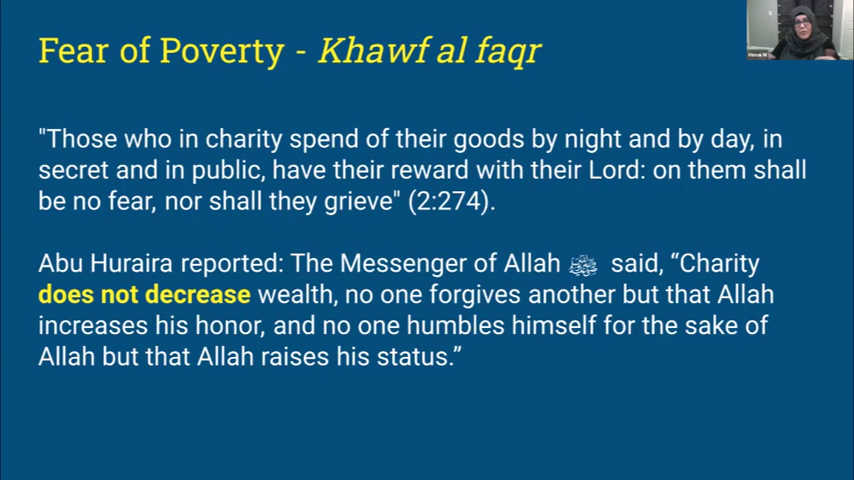 Fear of Poverty - Khawf al faqr
"Those who in charity spend of their goods by night and by day, in
secret and in public, have their reward with their Lord: on them shall
be no fear, nor shall they grieve" (2:274).
Abu Huraira reported: The Messenger of Allah ﷺ said, “Charity
does not decrease wealth, no one forgives another but that Allah
increases his honor, and no one humbles himself for the sake of
Allah but that Allah raises his status.”